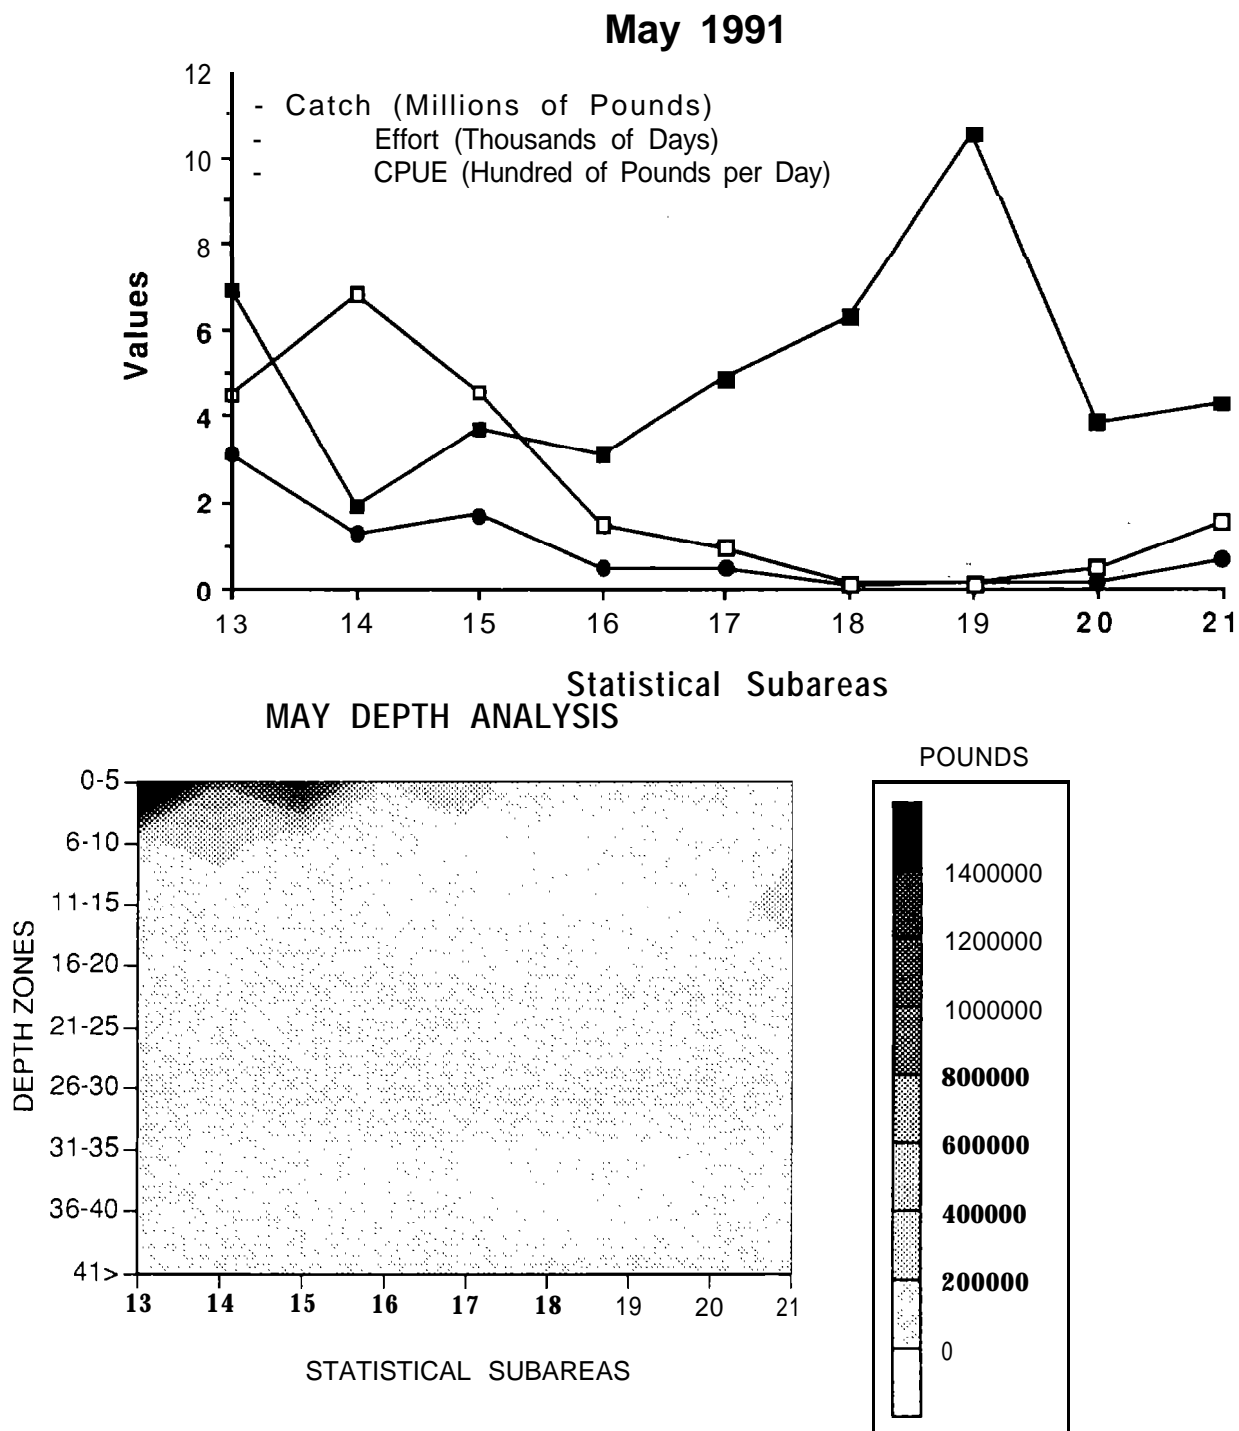 May 1991
12
- Catch (Millions of Pounds)
- Effort (Thousands of Days)
- CPUE (Hundred of Pounds per Day)
10
8
6
4
2
0
Values
13 14 15 16 17 18 19 20 21
Statistical Subareas
MAY DEPTH ANALYSIS
POUNDS
0-5
6-10
11-15
16-20
21-25
26-30
31-35
36-40
41>
DEPTH ZONES
13 14 15 16 17 18 19 20 21
STATISTICAL SUBAREAS
1400000
1200000
1000000
800000
600000
400000
200000
0